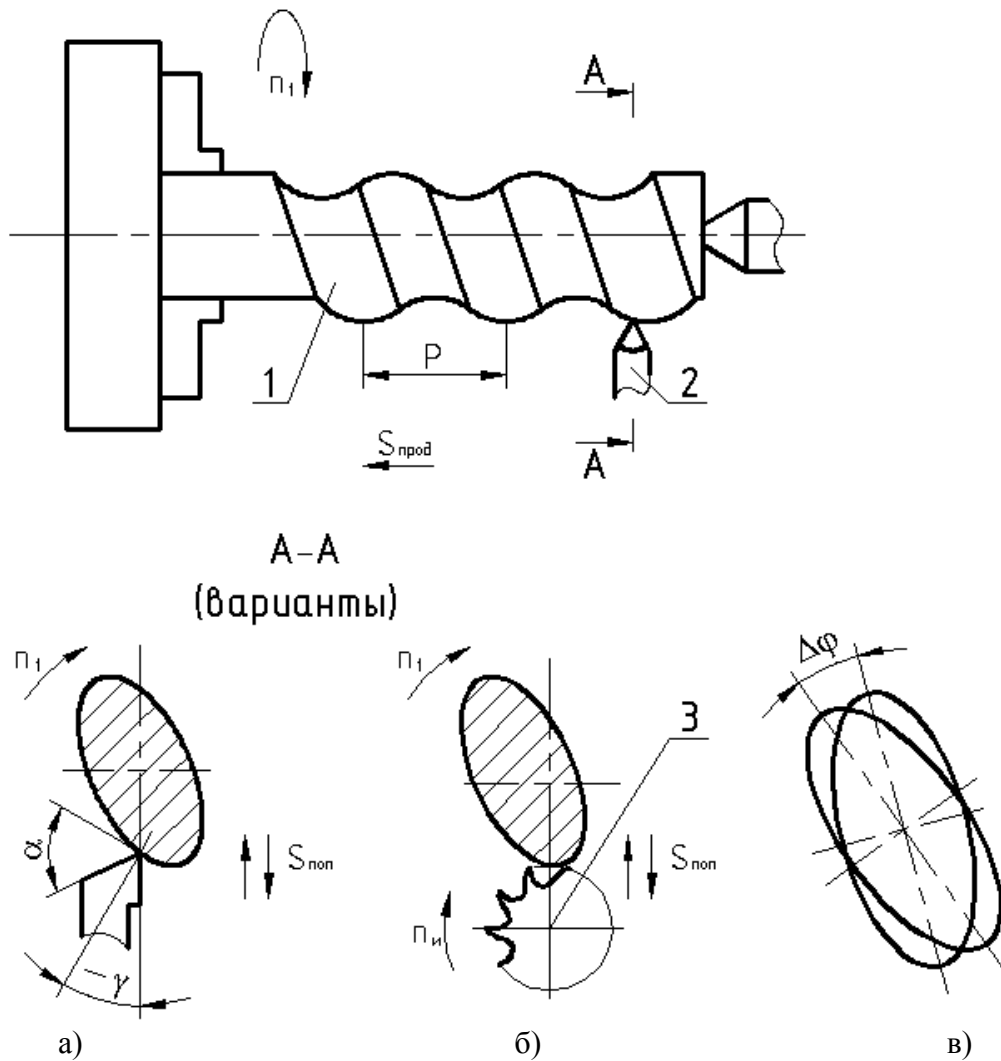 n₁
A
1
P
2
Sпрод
A
А-А
(варианты)
n₁
α
Sпоп
-γ
n₁
3
Sпоп
nи
Δφ
а)
б)
в)